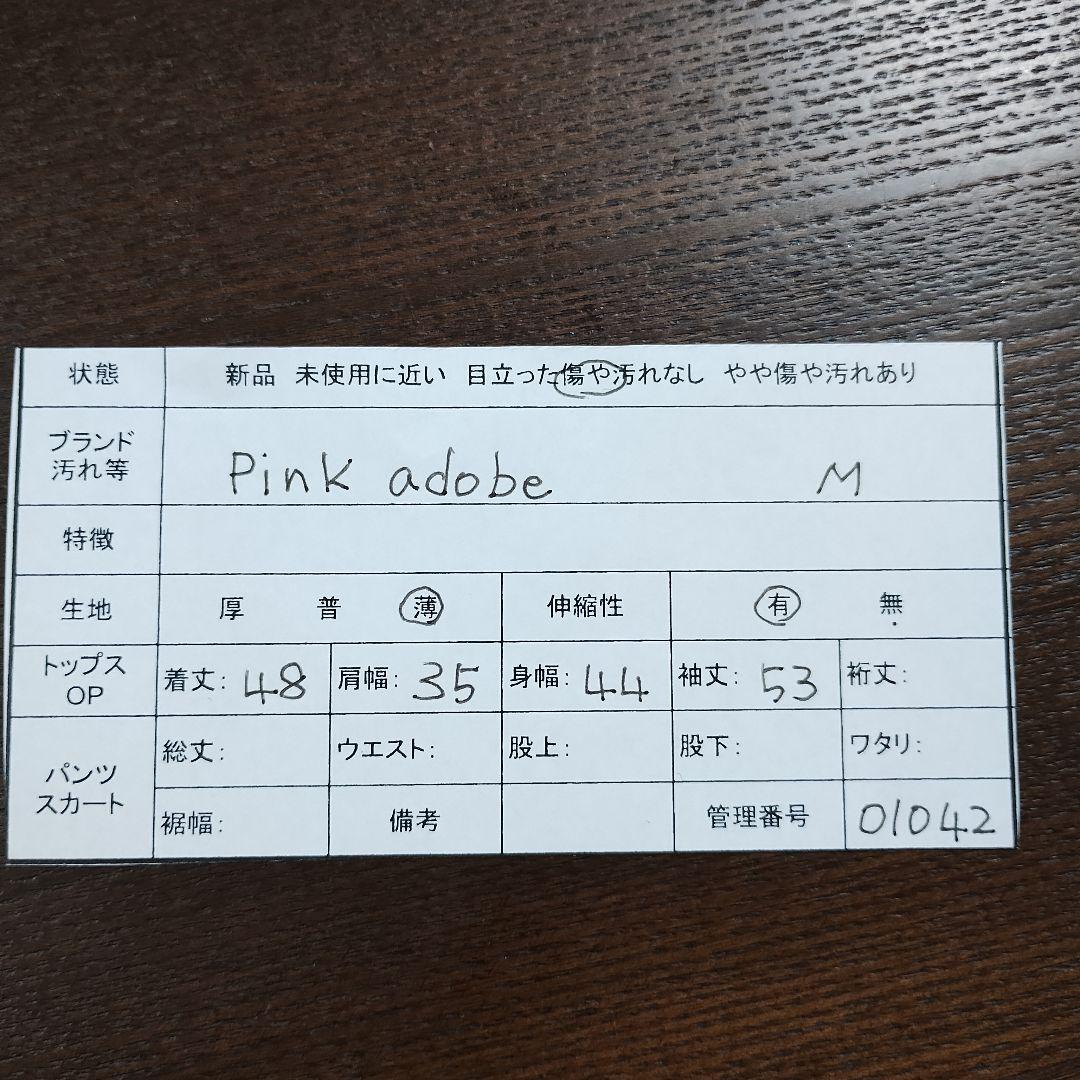 状態 新品 未使用に近い 目立った傷や汚れなし やや傷や汚れあり
ブランド
汚れ等
Pink adobe M
特徴
生地 厚 普 薄 伸縮性 有 無
トップス
OP
着丈: 48 肩幅: 35 身幅: 44 袖丈: 53 裄丈:
パンツ
スカート
総丈: ウエスト: 股上: 股下: ワタリ:
裾幅: 備考 管理番号 01042